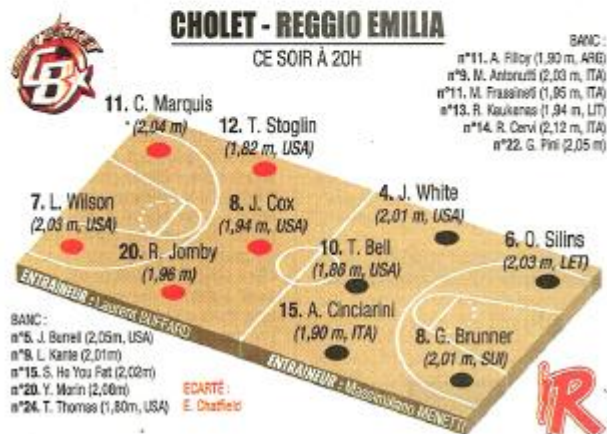 CHOLET - REGGIO EMILIA
CE SOIR À 20H
BANC :
n°11. A. Filloy (1,90 m, ARG)
n°9. M. Antonutti (2,03 m, ITA)
n°11. M. Frassineti (1,95 m, ITA)
n°13. R. Kaukenas (1,94 m, LIT)
n°14. R. Cervi (2,12 m, ITA)
n°22. G. Pini (2,05 m)
CB
11. C. Marquis
(2,04 m)
12. T. Stoglin
(1,82 m, USA)
7. L. Wilson
(2,03 m, USA)
8. J. Cox
(1,94 m, USA)
20. R. Jomby
(1,96 m)
4. J. White
(2,01 m, USA)
6. O. Silins
(2,03 m, LET)
10. T. Bell
(1,86 m, USA)
15. A. Cinciarini
(1,90 m, ITA)
8. G. Brunner
(2,01 m, SUI)
ENTRAINEUR : Laurent BUFFARD
ENTRAINEUR : Massimiliano MENETTI
BANC :
n°5. J. Burrell (2,05m, USA)
n°9. L. Kante (2,01m)
n°15. S. Ho You Fat (2,02m)
n°20. Y. Morin (2,08m)
n°24. T. Thomas (1,80m, USA)
ECARTÉ :
E. Chatfield
R